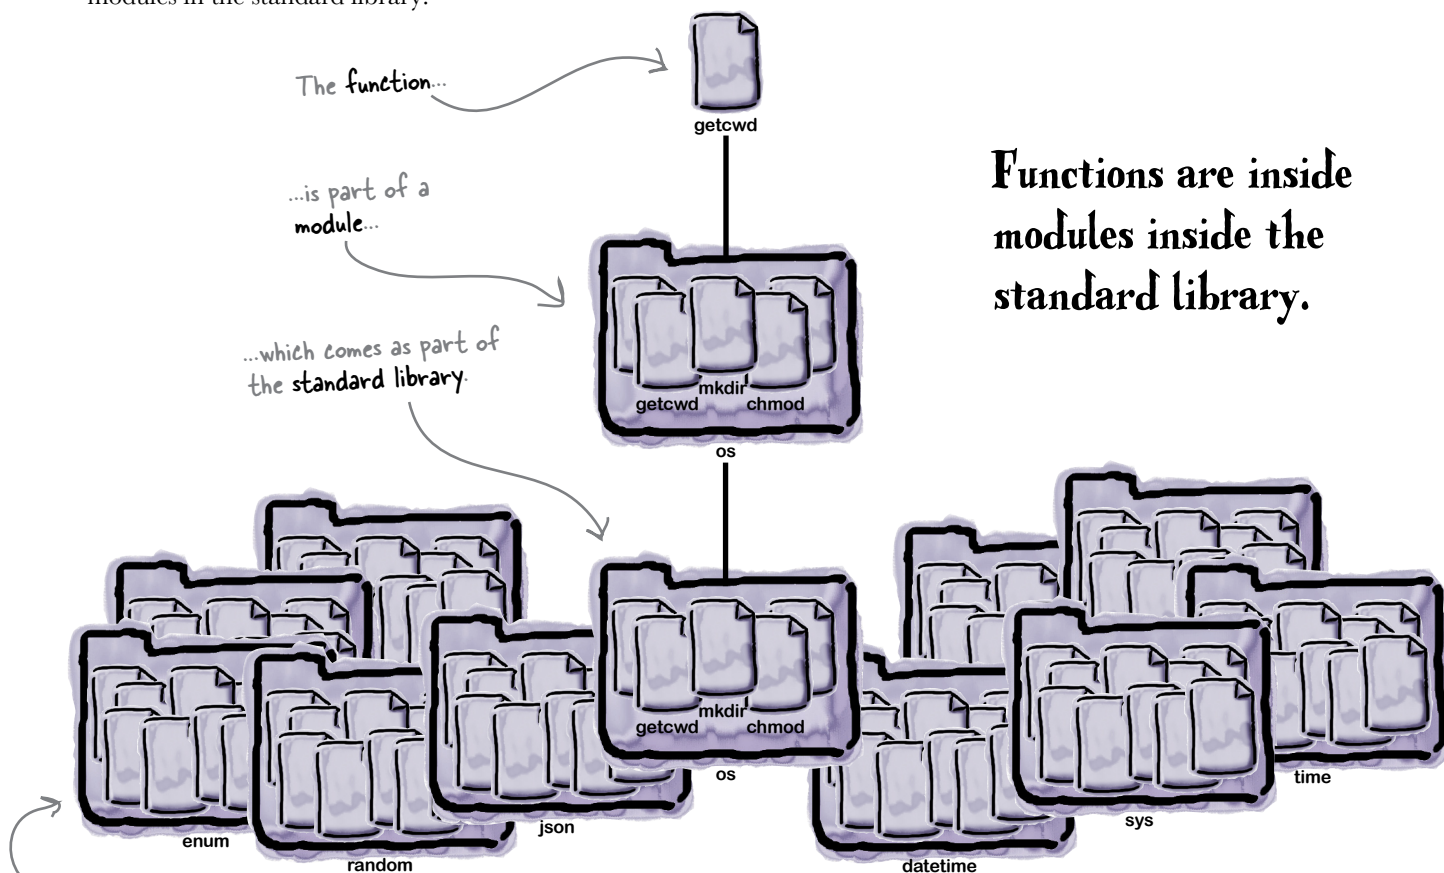 modules in the standard library.
The function...
getcwd
...is part of a
module...
Functions are inside
modules inside the
standard library.
...which comes as part of
the standard library.
mkdir
getcwd
chmod
os
mkdir
getcwd
chmod
os
time
enum
json
sys
random
datetime